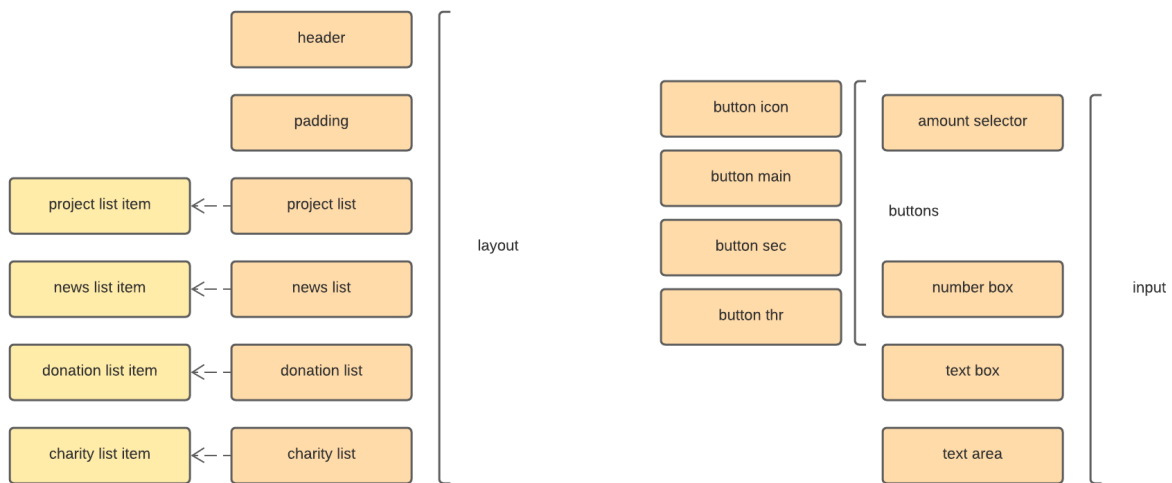 header
padding
project list item
project list
news list item
news list
donation list item
donation list
charity list item
charity list
layout
button icon
button main
button sec
button thr
buttons
amount selector
number box
text box
text area
input